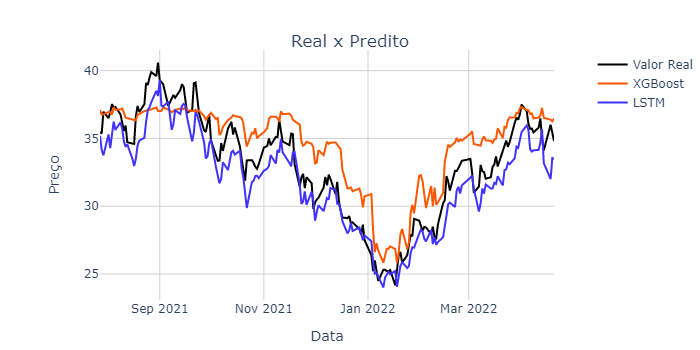 Real x Predito
Valor Real
XGBoost
LSTM
Preço
40
35
30
25
Sep 2021
Nov 2021
Jan 2022
Mar 2022
Data